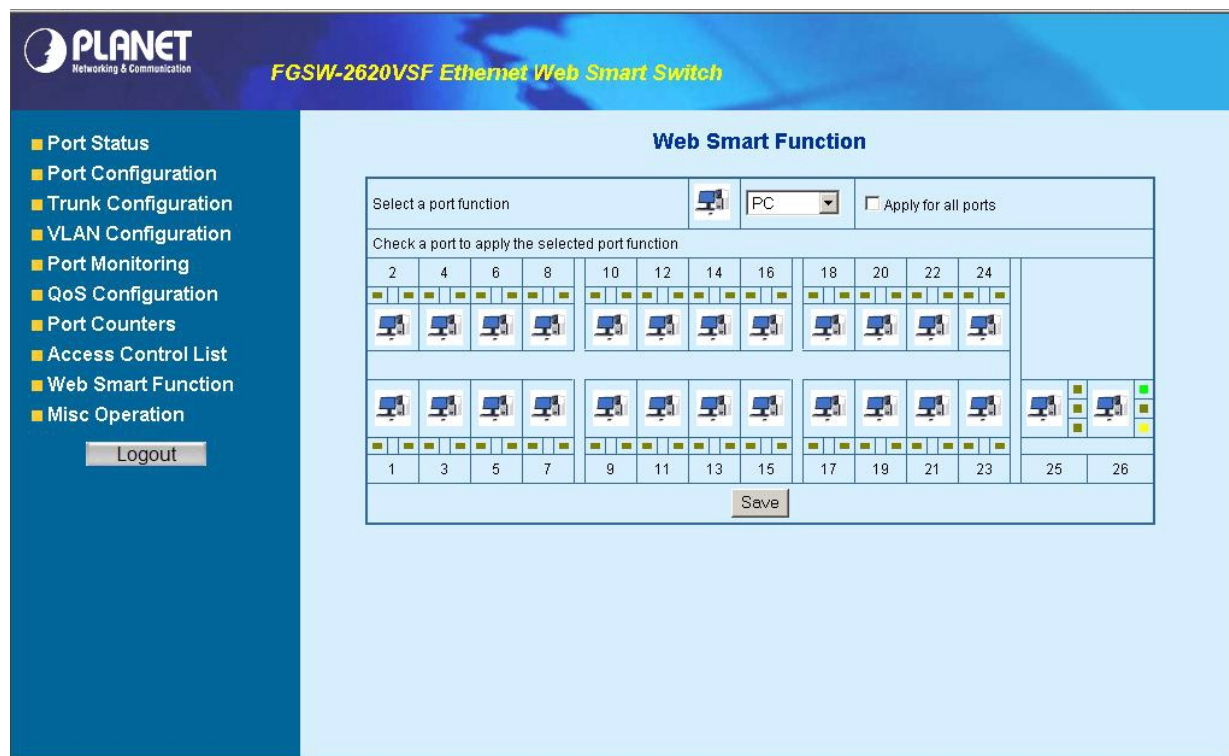 PLANET
Networking & Communication
FGSW-2620VSF Ethernet Web Smart Switch
Port Status
Port Configuration
Trunk Configuration
VLAN Configuration
Port Monitoring
QoS Configuration
Port Counters
Access Control List
Web Smart Function
Misc Operation
Logout
Web Smart Function
Select a port function PC Apply for all ports
Check a port to apply the selected port function
2 4 6 8 10 12 14 16 18 20 22 24
1 3 5 7 9 11 13 15 17 19 21 23 25 26
Save